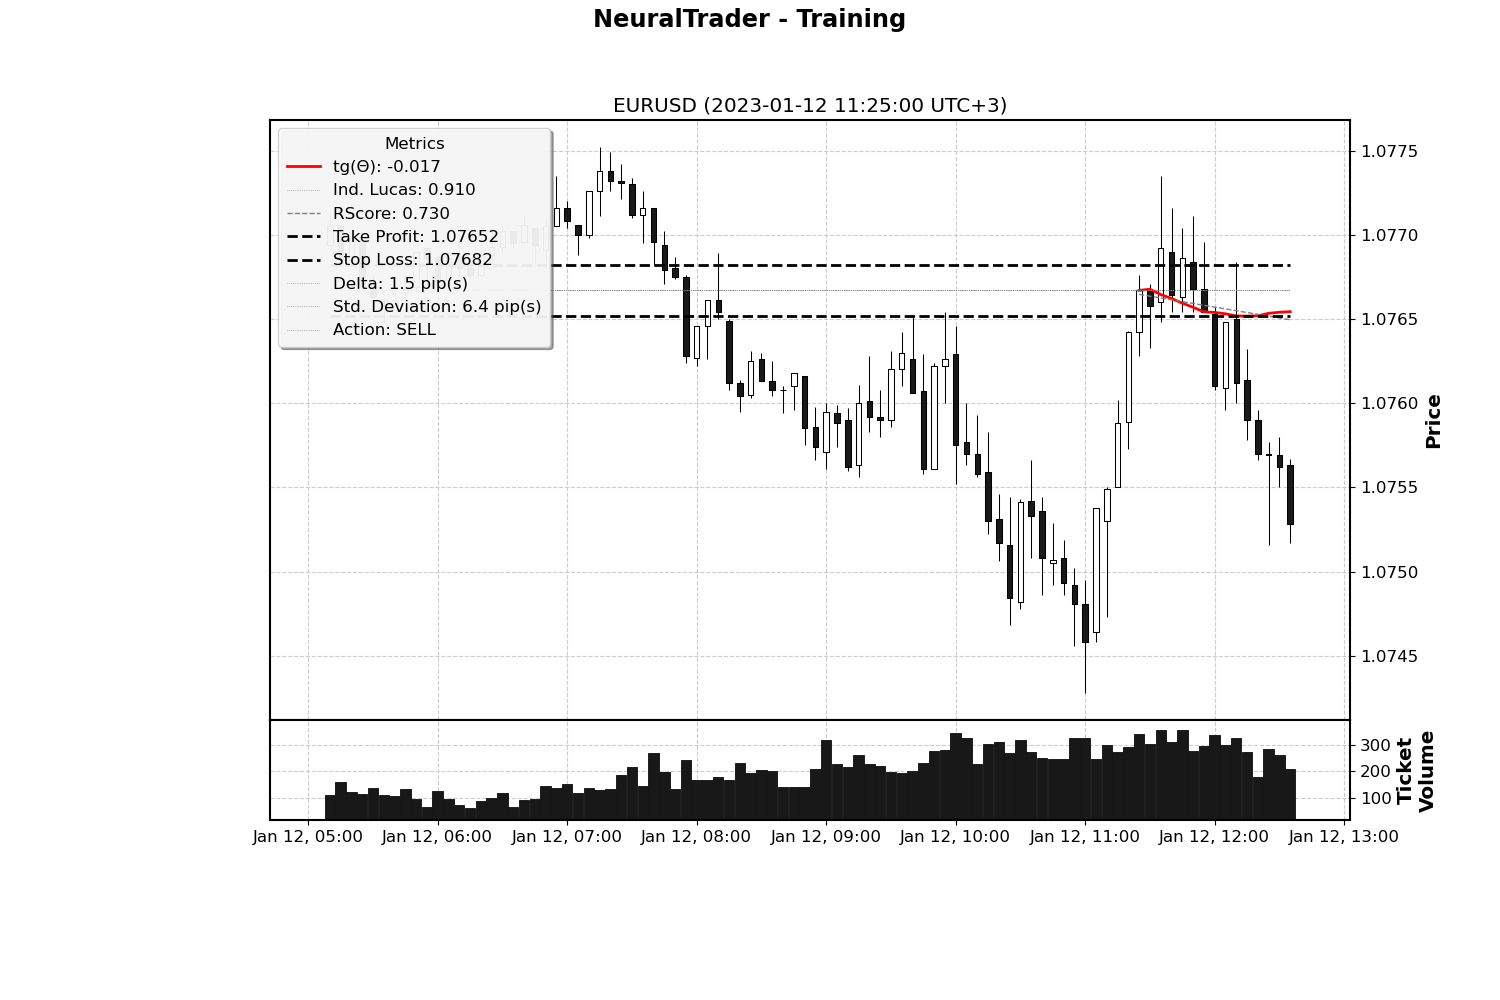 NeuralTrader - Training
EURUSD (2023-01-12 11:25:00 UTC+3)
Metrics
tg(Θ): -0.017
Ind. Lucas: 0.910
RScore: 0.730
Take Profit: 1.07652
Stop Loss: 1.07682
Delta: 1.5 pip(s)
Std. Deviation: 6.4 pip(s)
Action: SELL
1.0775
1.0770
1.0765
1.0760
1.0755
1.0750
1.0745
Price
300
200
100
Ticket
Volume
Jan 12, 05:00
Jan 12, 06:00
Jan 12, 07:00
Jan 12, 08:00
Jan 12, 09:00
Jan 12, 10:00
Jan 12, 11:00
Jan 12, 12:00
Jan 12, 13:00